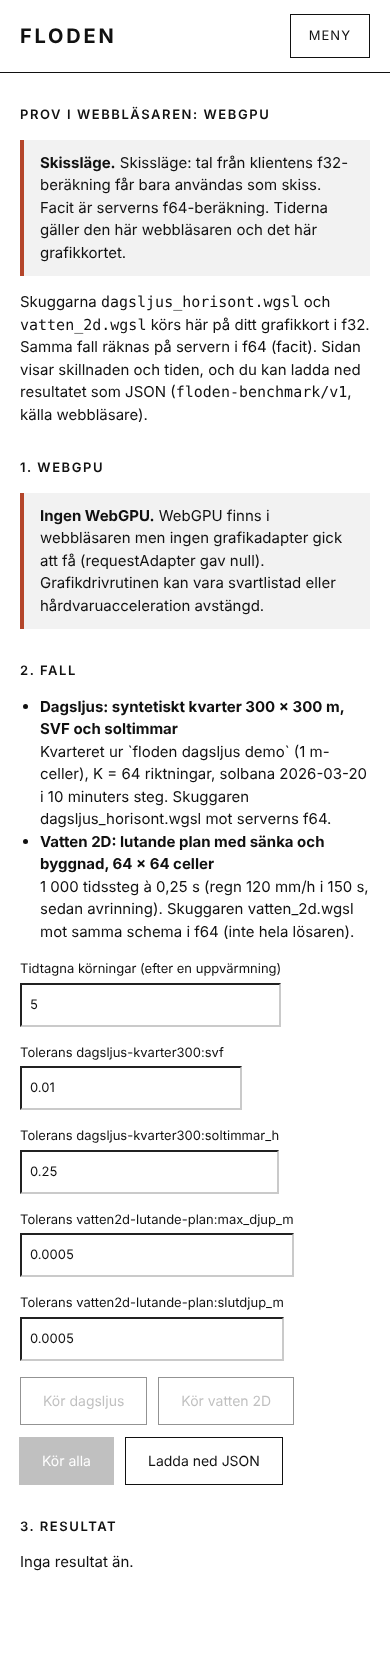 FLODEN
MENY
PROV I WEBBLÄSAREN: WEBGPU
Skissläge. Skissläge: tal från klientens f32-
beräkning får bara användas som skiss.
Facit är serverns f64-beräkning. Tiderna
gäller den här webbläsaren och det här
grafikkortet.
Skuggarna dagsljus_horisont.wgsl och
vatten_2d.wgsl körs här på ditt grafikkort i f32.
Samma fall räknas på servern i f64 (facit). Sidan
visar skillnaden och tiden, och du kan ladda ned
resultatet som JSON (floden-benchmark/v1,
källa webbläsare).
1. WEBGPU
Ingen WebGPU. WebGPU finns i
webbläsaren men ingen grafikadapter gick
att få (requestAdapter gav null).
Grafikdrivrutinen kan vara svartlistad eller
hårdvaruacceleration avstängd.
2. FALL
• Dagsljus: syntetiskt kvarter 300 × 300 m,
SVF och soltimmar
Kvarteret ur `floden dagsljus demo` (1 m-
celler), K = 64 riktningar, solbana 2026-03-20
i 10 minuters steg. Skuggaren
dagsljus_horisont.wgsl mot serverns f64.
• Vatten 2D: lutande plan med sänka och
byggnad, 64 × 64 celler
1 000 tidssteg à 0,25 s (regn 120 mm/h i 150 s,
sedan avrinning). Skuggaren vatten_2d.wgsl
mot samma schema i f64 (inte hela lösaren).
Tidtagna körningar (efter en uppvärmning)
5
Tolerans dagsljus-kvarter300:svf
0.01
Tolerans dagsljus-kvarter300:soltimmar_h
0.25
Tolerans vatten2d-lutande-plan:max_djup_m
0.0005
Tolerans vatten2d-lutande-plan:slutdjup_m
0.0005
Kör dagsljus
Kör vatten 2D
Kör alla
Ladda ned JSON
3. RESULTAT
Inga resultat än.